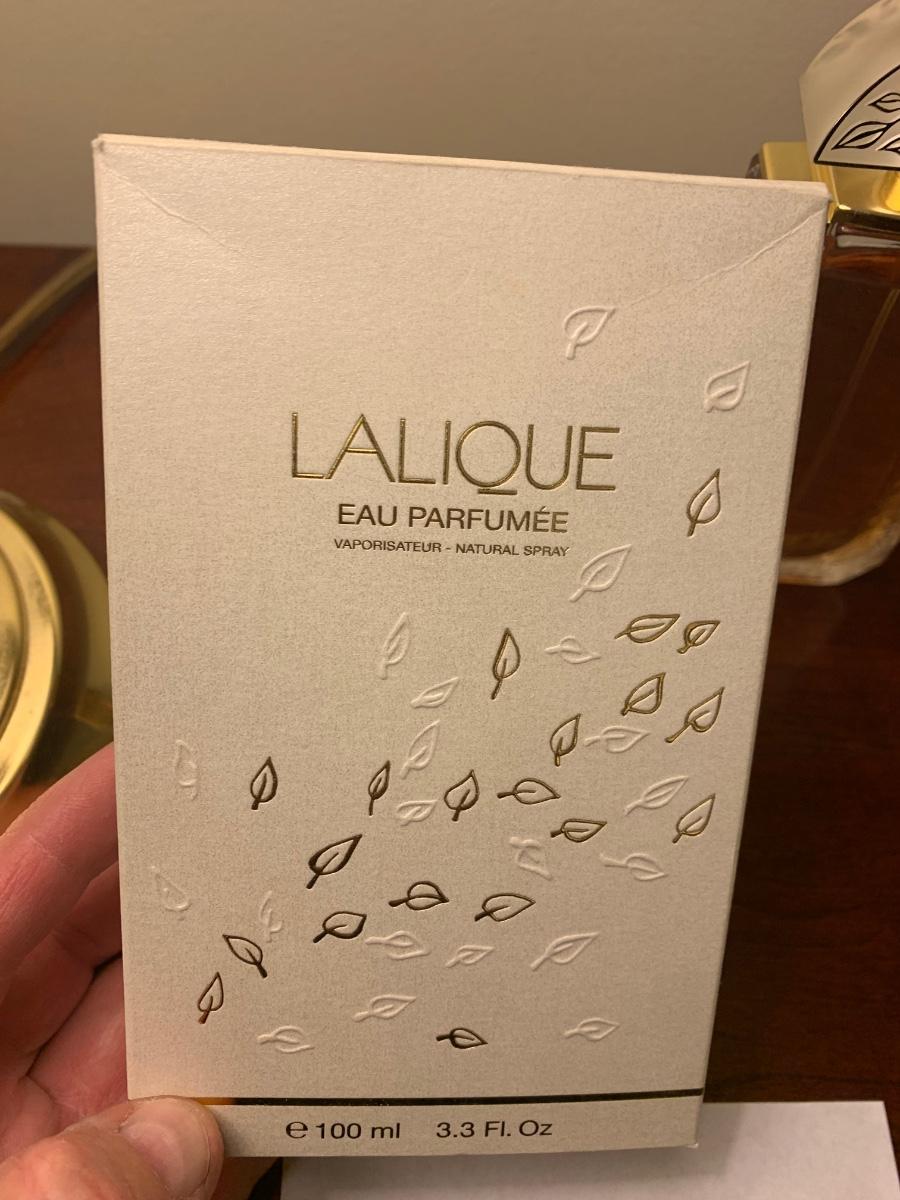 LALIQUE
EAU PARFUMÉE
VAPORISATEUR - NATURAL SPRAY
℮ 100 ml 3.3 Fl. Oz